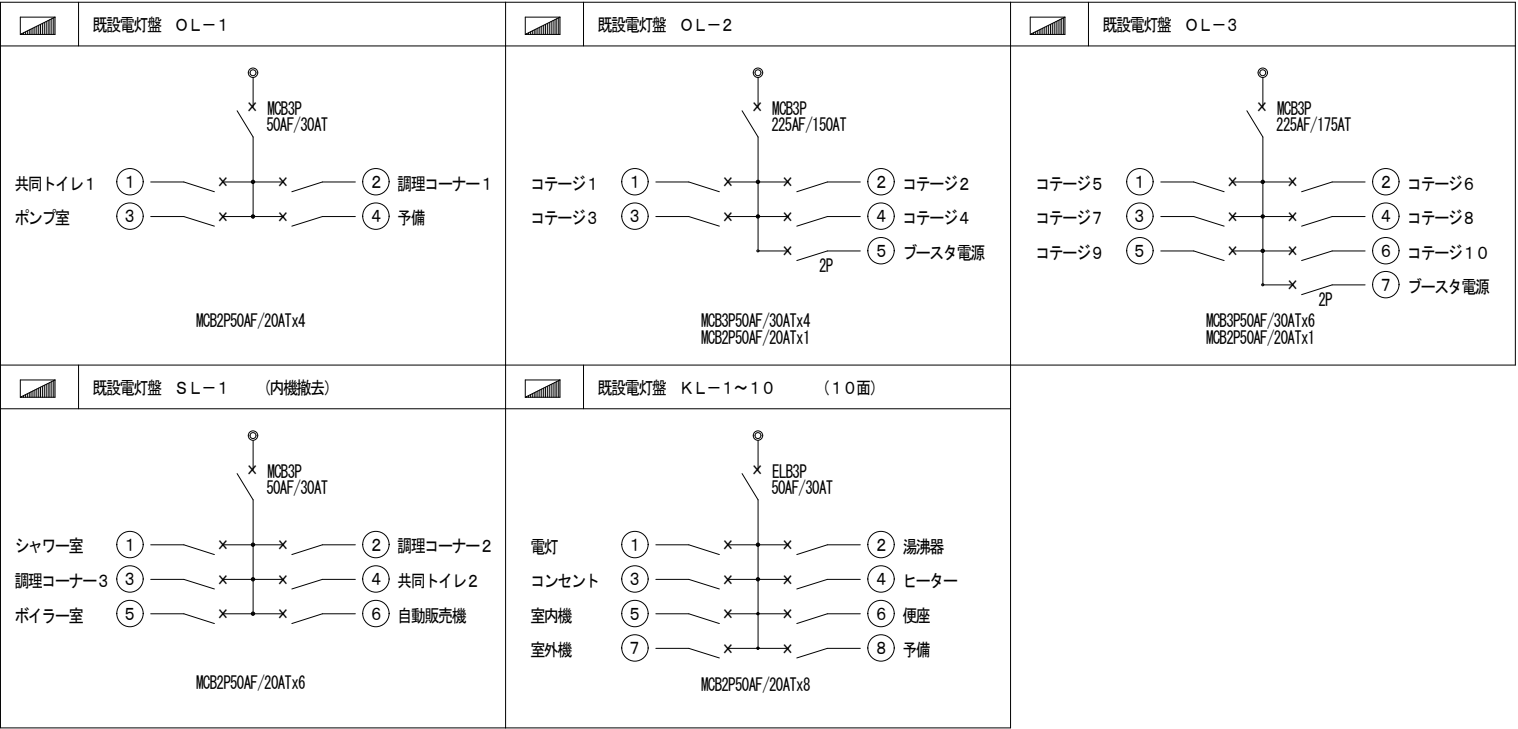 既設電灯盤 OL-1
MCB3P
50AF/30AT
共同トイレ1 ① ② 調理コーナー1
ポンプ室 ③ ④ 予備
MCB2P50AF/20ATx4
既設電灯盤 OL-2
MCB3P
225AF/150AT
コテージ1 ① ② コテージ2
コテージ3 ③ ④ コテージ4
2P ⑤ ブースタ電源
MCB3P50AF/30ATx4
MCB2P50AF/20ATx1
既設電灯盤 OL-3
MCB3P
225AF/175AT
コテージ5 ① ② コテージ6
コテージ7 ③ ④ コテージ8
コテージ9 ⑤ ⑥ コテージ10
2P ⑦ ブースタ電源
MCB3P50AF/30ATx6
MCB2P50AF/20ATx1
既設電灯盤 SL-1 (内機撤去)
MCB3P
50AF/30AT
シャワー室 ① ② 調理コーナー2
調理コーナー3 ③ ④ 共同トイレ2
ボイラー室 ⑤ ⑥ 自動販売機
MCB2P50AF/20ATx6
既設電灯盤 KL-1~10 (10面)
ELB3P
50AF/30AT
電灯 ① ② 湯沸器
コンセント ③ ④ ヒーター
室内機 ⑤ ⑥ 便座
室外機 ⑦ ⑧ 予備
MCB2P50AF/20ATx8